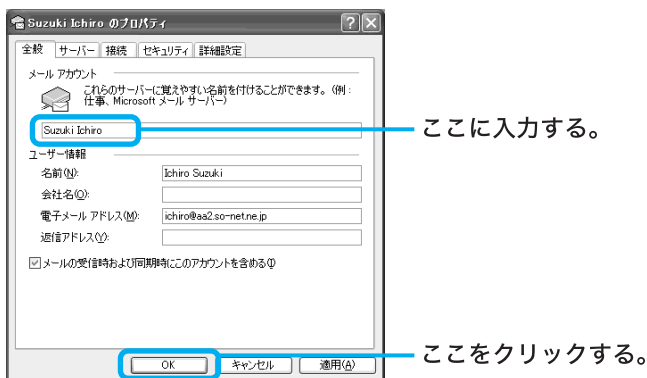 Suzuki Ichiro のプロパティ
全般 サーバー 接続 セキュリティ 詳細設定
メール アカウント
これらのサーバーに覚えやすい名前を付けることができます。(例:
仕事、Microsoft メール サーバー)
Suzuki Ichiro
ここに入力する。
ユーザー情報
名前(N): Ichiro Suzuki
会社名(O):
電子メール アドレス(M): ichiro@aa2.so-net.ne.jp
返信アドレス(Y):
メールの受信時および同期時にこのアカウントを含める(I)
OK キャンセル 適用(A)
ここをクリックする。